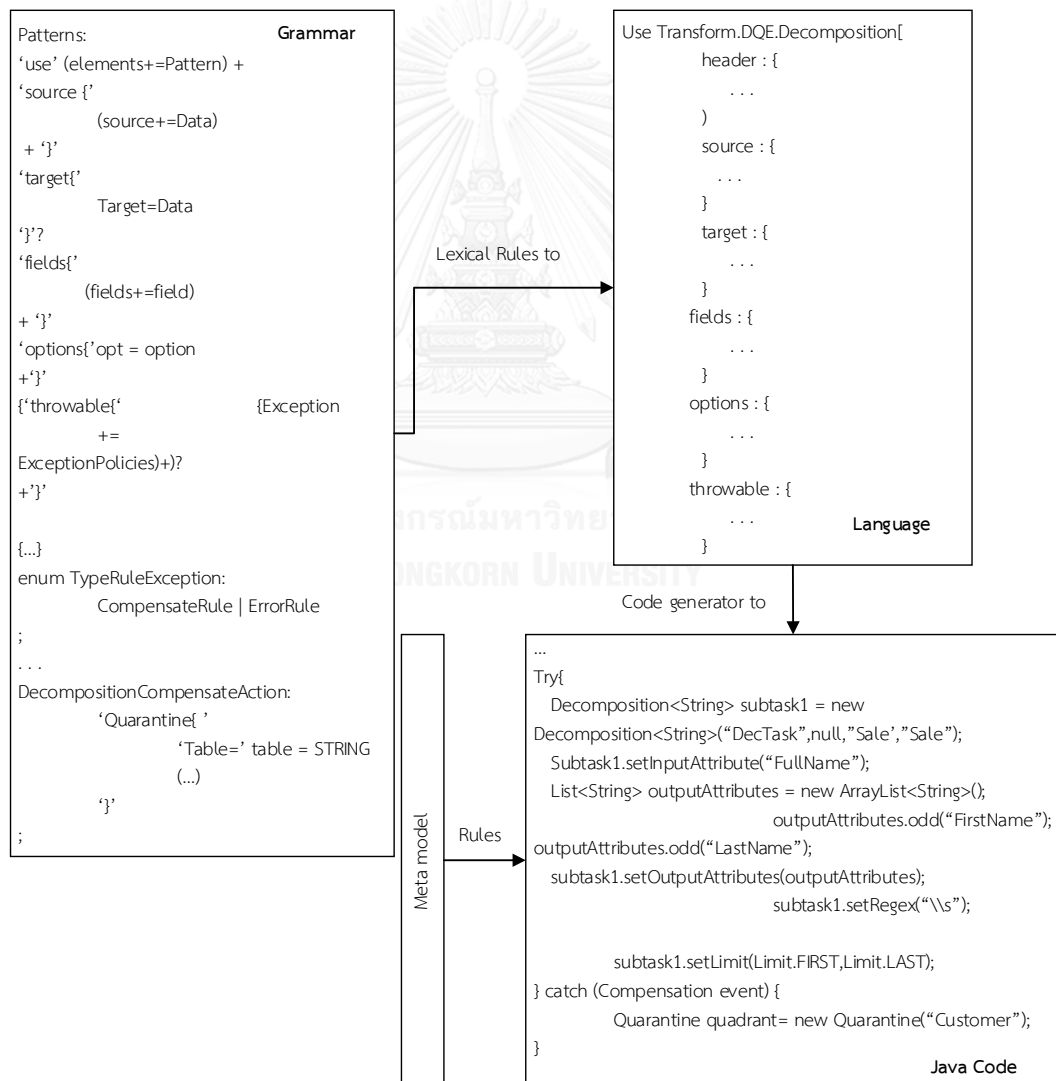 Patterns: Grammar
‘use’ (elements+=Pattern) +
‘source {’
(source+=Data)
+ ‘}’
‘target{’
Target=Data
‘}’?
‘fields{’
(fields+=field)
+ ‘}’
‘options{’opt = option
+‘}’
{‘throwable{‘ {Exception
+=
ExceptionPolicies)+)?
+’}’
{...}
enum TypeRuleException:
CompensateRule | ErrorRule
;
. . .
DecompositionCompensateAction:
‘Quarantine{ ’
‘Table=’ table = STRING
(...)
‘}’
;
Lexical Rules to
Use Transform.DQE.Decomposition[
header : {
. . .
)
source : {
. . .
}
target : {
. . .
}
fields : {
. . .
}
options : {
. . .
}
throwable : {
. . .
Language
}
Code generator to
Meta model
Rules
...
Try{
Decomposition<String> subtask1 = new
Decomposition<String>(“DecTask”,null,”Sale’,”Sale”);
Subtask1.setInputAttribute(“FullName”);
List<String> outputAttributes = new ArrayList<String>();
outputAttributes.odd(“FirstName”);
outputAttributes.odd(“LastName”);
subtask1.setOutputAttributes(outputAttributes);
subtask1.setRegex(“\\s”);
subtask1.setLimit(Limit.FIRST,Limit.LAST);
} catch (Compensation event) {
Quarantine quadrant= new Quarantine(“Customer”);
}
Java Code
UNIVERSITY